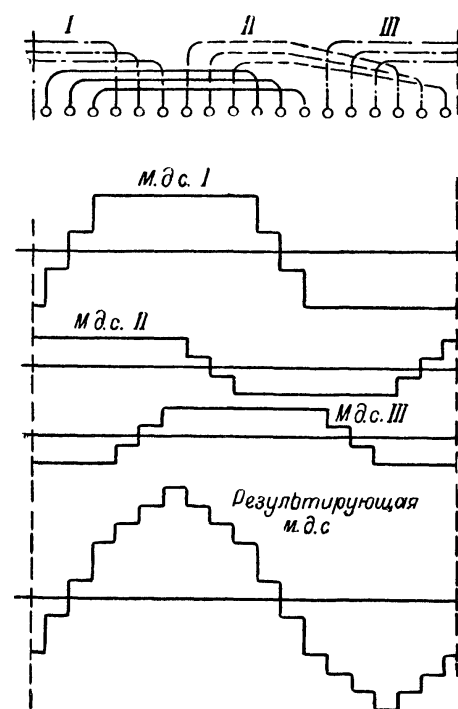 I II III
м.д.с. I
м д.с. II
м д.с. III
Результирующая
м.д.с